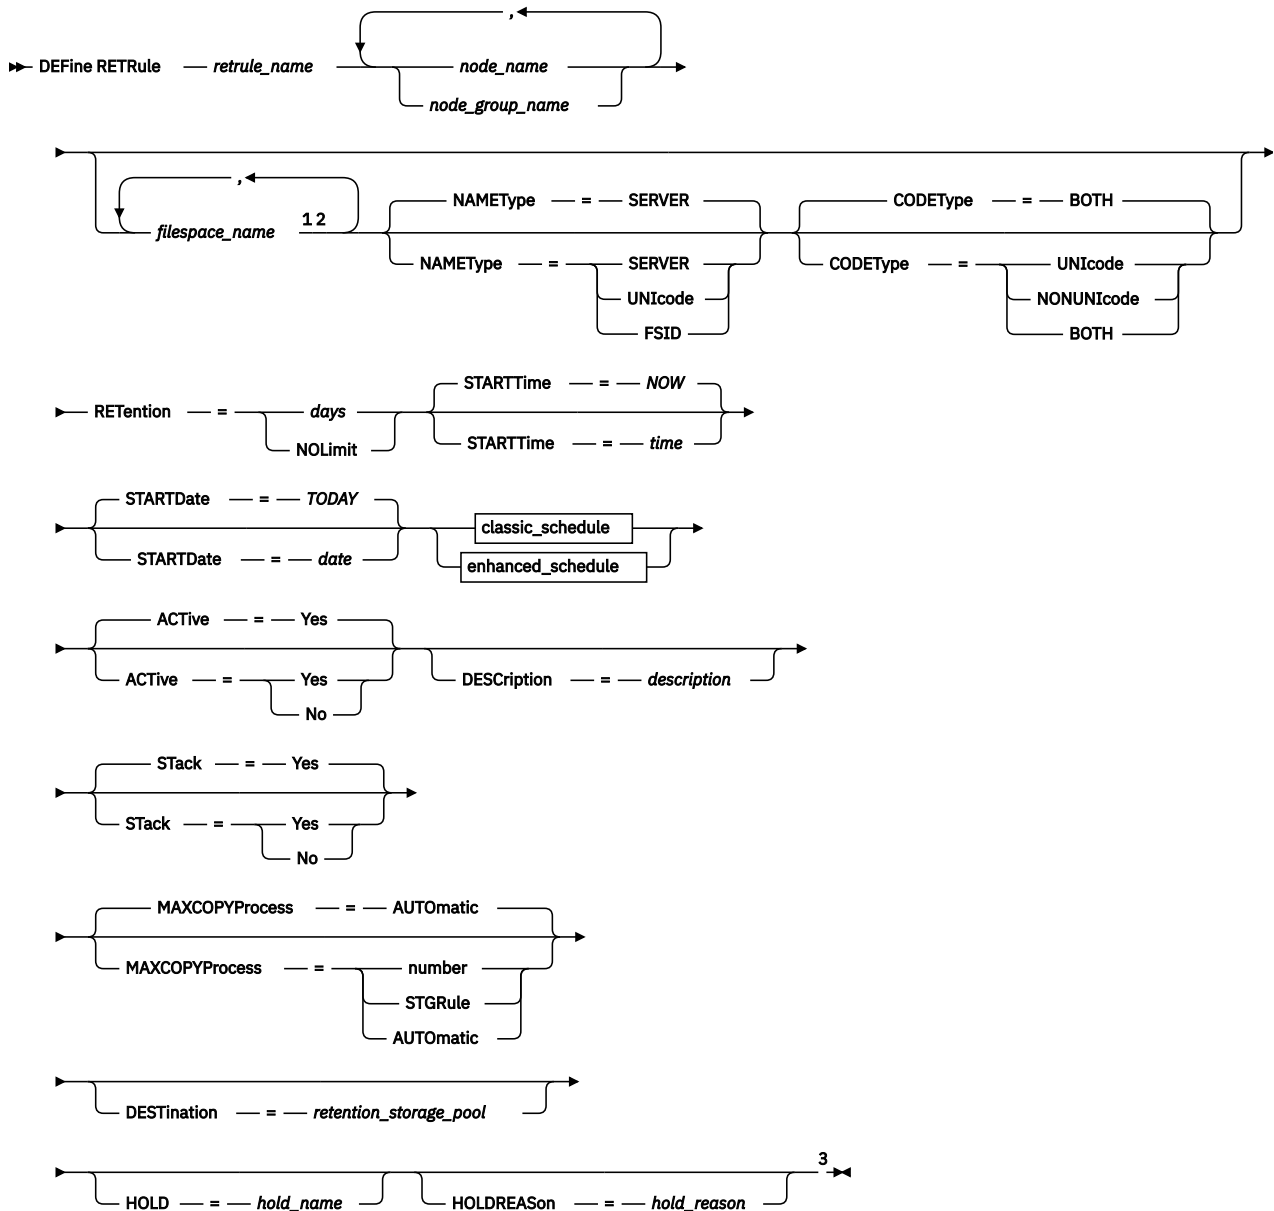 ,
DEFine RETRule retrule_name node_name
node_group_name
,
NAMEType = SERVER CODEType = BOTH
filespace_name 1 2
NAMEType = SERVER CODEType = UNIcode
UNIcode NONUNIcode
FSID BOTH
STARTTime = NOW
RETention = days
NOLimit STARTTime = time
STARTDate = TODAY
classic_schedule
STARTDate = date enhanced_schedule
ACTive = Yes
ACTive = Yes DESCription = description
No
STack = Yes
STack = Yes
No
MAXCOPYProcess = AUTOmatic
MAXCOPYProcess = number
STGRule
AUTOmatic
DESTination = retention_storage_pool
3
HOLD = hold_name HOLDREASon = hold_reason